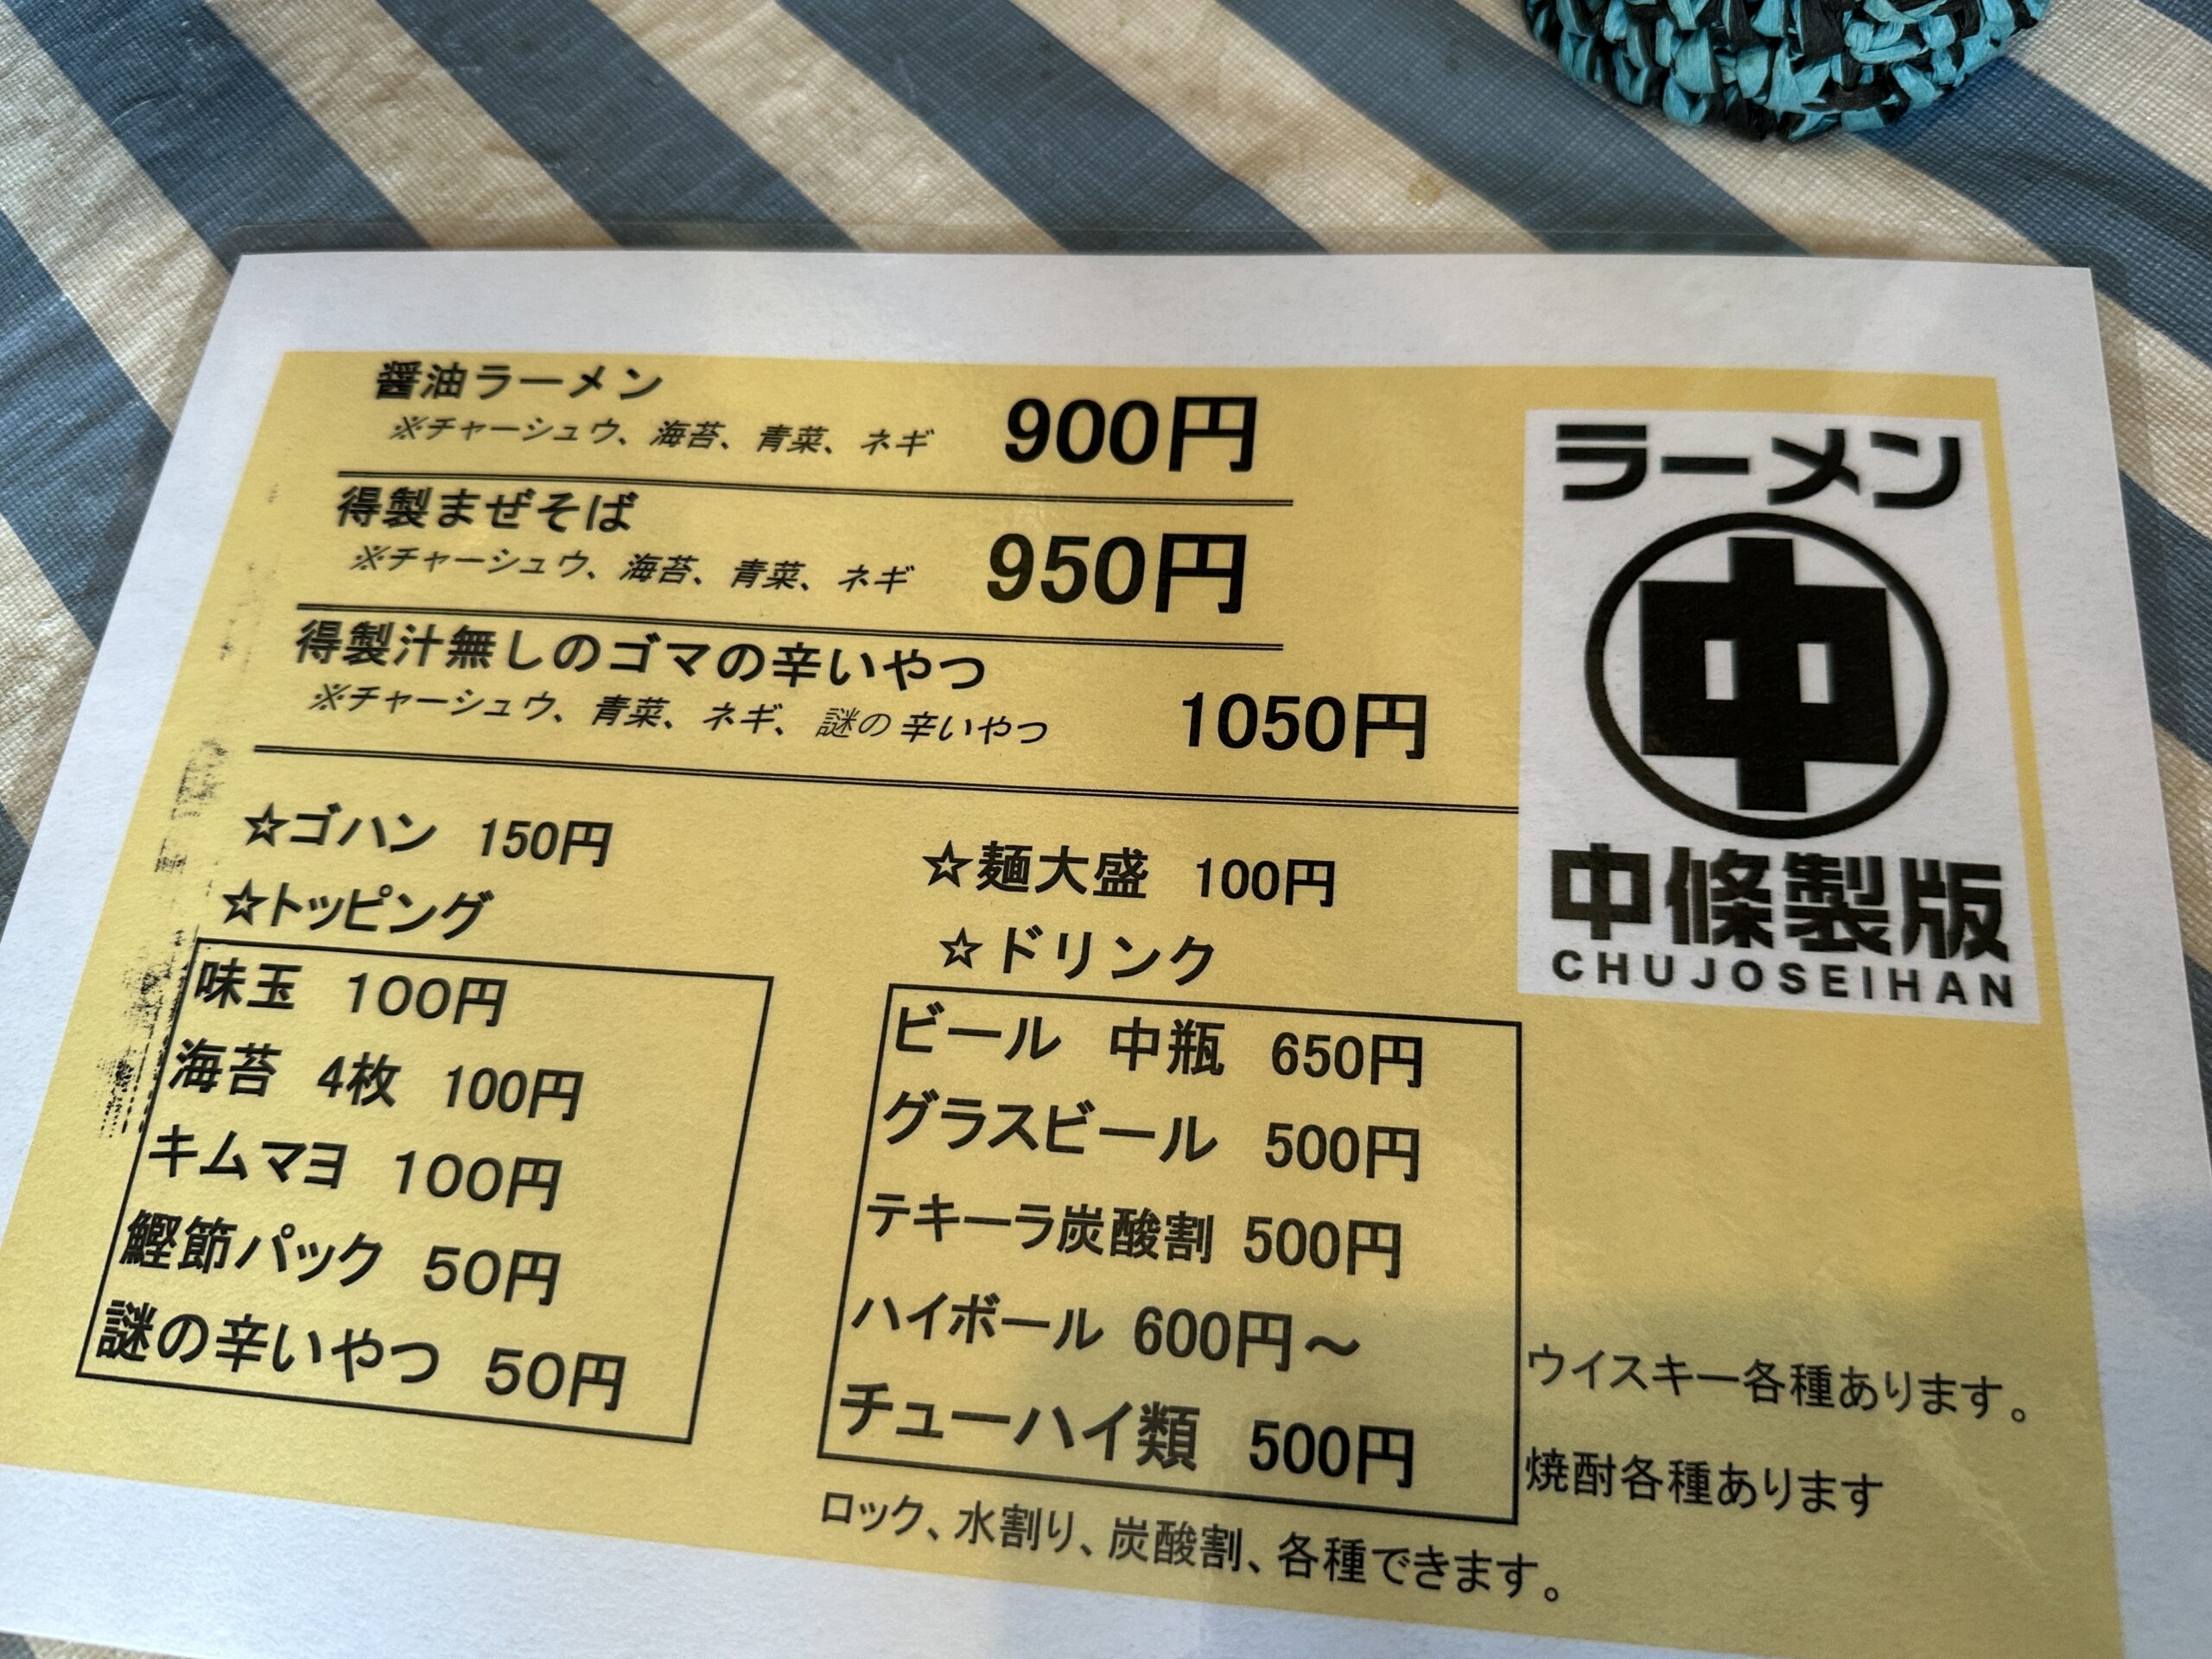 醤油ラーメン
※チャーシュウ、海苔、青菜、ネギ 900円
得製まぜそば
※チャーシュウ、海苔、青菜、ネギ 950円
得製汁無しのゴマの辛いやつ
※チャーシュウ、青菜、ネギ、謎の辛いやつ 1050円
ラーメン
中
中條製版
CHUJOSEIHAN
☆ゴハン 150円
☆トッピング
味玉 100円
海苔 4枚 100円
キムマヨ 100円
鰹節パック 50円
謎の辛いやつ 50円
☆麺大盛 100円
☆ドリンク
ビール 中瓶 650円
グラスビール 500円
テキーラ炭酸割 500円
ハイボール 600円～
チューハイ類 500円
ウイスキー各種あります。
焼酎各種あります
ロック、水割り、炭酸割、各種できます。